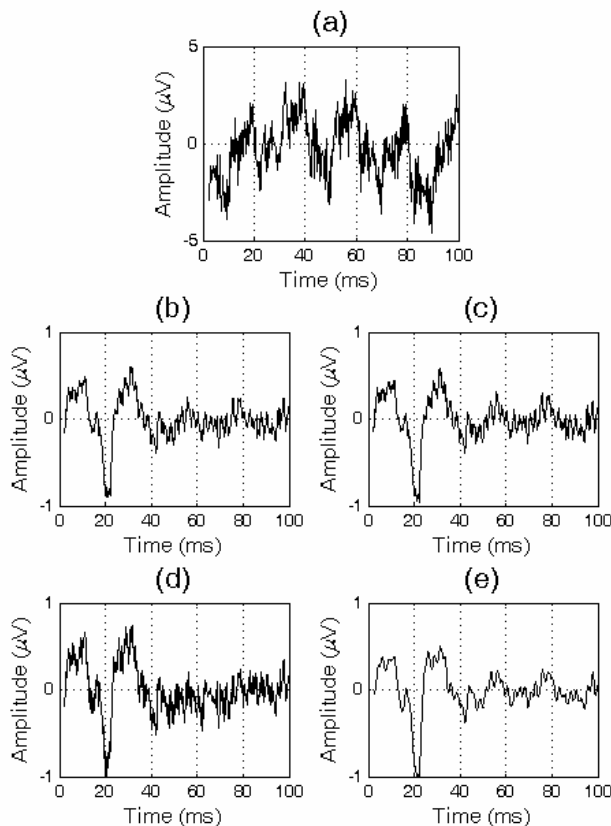 (a)
5
0
-5
Amplitude (μV)
0 20 40 60 80 100
Time (ms)
(b) (c)
1 1
0 0
-1 -1
Amplitude (μV) Amplitude (μV)
0 20 40 60 80 100 0 20 40 60 80 100
Time (ms) Time (ms)
(d) (e)
1 1
0 0
-1 -1
Amplitude (μV) Amplitude (μV)
0 20 40 60 80 100 0 20 40 60 80 100
Time (ms) Time (ms)